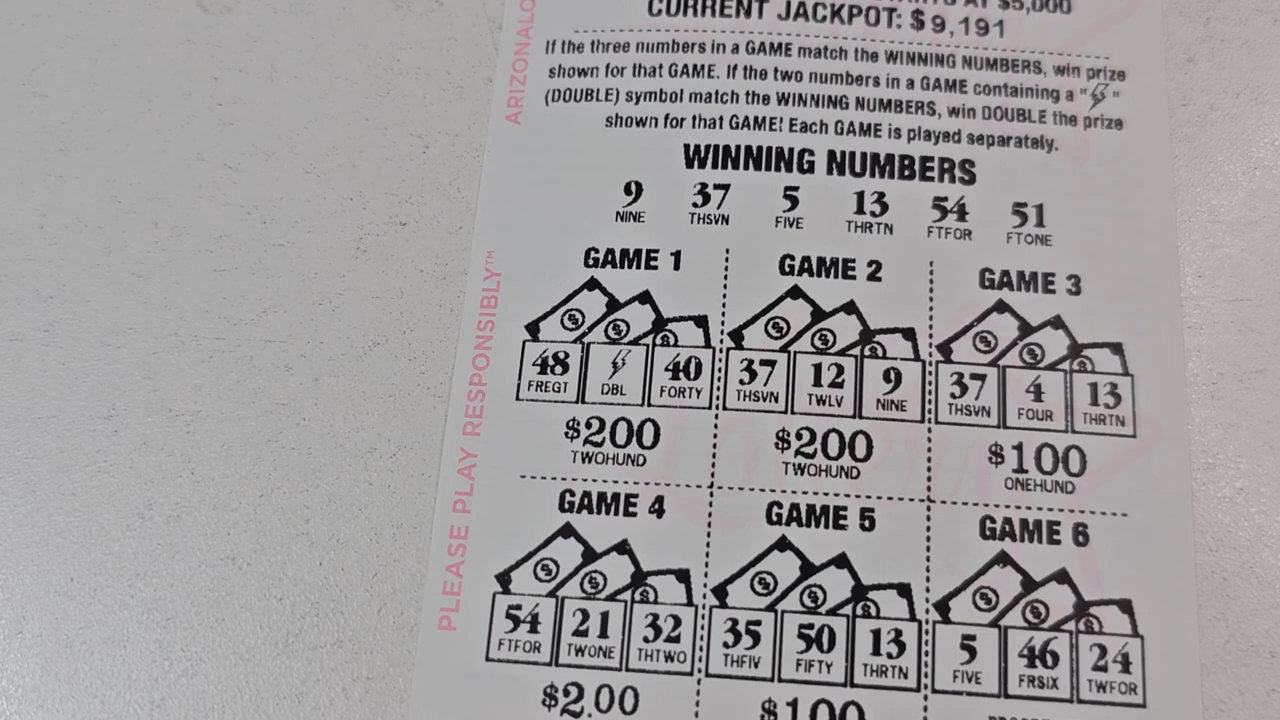 AT $5,000
CURRENT JACKPOT: $9,191
If the three numbers in a GAME match the WINNING NUMBERS, win prize
shown for that GAME. If the two numbers in a GAME containing a " "
(DOUBLE) symbol match the WINNING NUMBERS, win DOUBLE the prize
shown for that GAME! Each GAME is played separately.
WINNING NUMBERS
9 37 5 13 54 51
NINE THSVN FIVE THRTN FTFOR FTONE
GAME 1 GAME 2 GAME 3
48 40 37 12 9 37 4 13
FREGT DBL FORTY THSVN TWLV NINE THSVN FOUR THRTN
$200 $200 $100
TWOHUND TWOHUND ONEHUND
GAME 4 GAME 5 GAME 6
54 21 32 35 50 13 5 46 24
FTFOR TWONE THTWO THFIV FIFTY THRTN FIVE FRSIX TWFOR
$2.00 $100
PLEASE PLAY RESPONSIBLY™
ARIZONALO